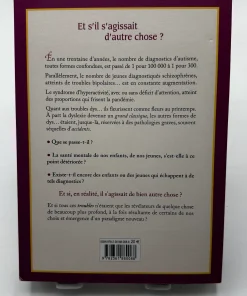 Et s'il s'agissait
d'autre chose ?
En une trentaine d'années, le nombre de diagnostics d'autisme,
toutes formes confondues, est passé de 1 pour 100 000 à 1 pour 100.
Parallèlement, le nombre de jeunes diagnostiqués schizophrènes,
atteints de troubles bipolaires... est en constante augmentation.
Le syndrome d'hyperactivité, avec ou sans déficit d'attention, atteint
des proportions qui frisent la pandémie.
Quant aux troubles dys... ils fleurissent comme fleurs au printemps.
À part la dyslexie devenue un grand classique, les autres formes de
dys... étaient, jusque-là, réservées à des pathologies graves, souvent
séquelles d'accidents.
• Que se passe-t-il ?
• La santé mentale de nos enfants, de nos jeunes, s'est-elle à ce
point détériorée ?
• Existe-t-il encore des enfants ou des jeunes qui échappent à de
tels diagnostics ?
Et si, en réalité, il s'agissait de bien autre chose ?
Et si tous ces troubles n'étaient que les révélateurs de quelque chose
de beaucoup plus profond, à la fois résultante de certains de nos
choix et émergence d'un paradigme nouveau ?